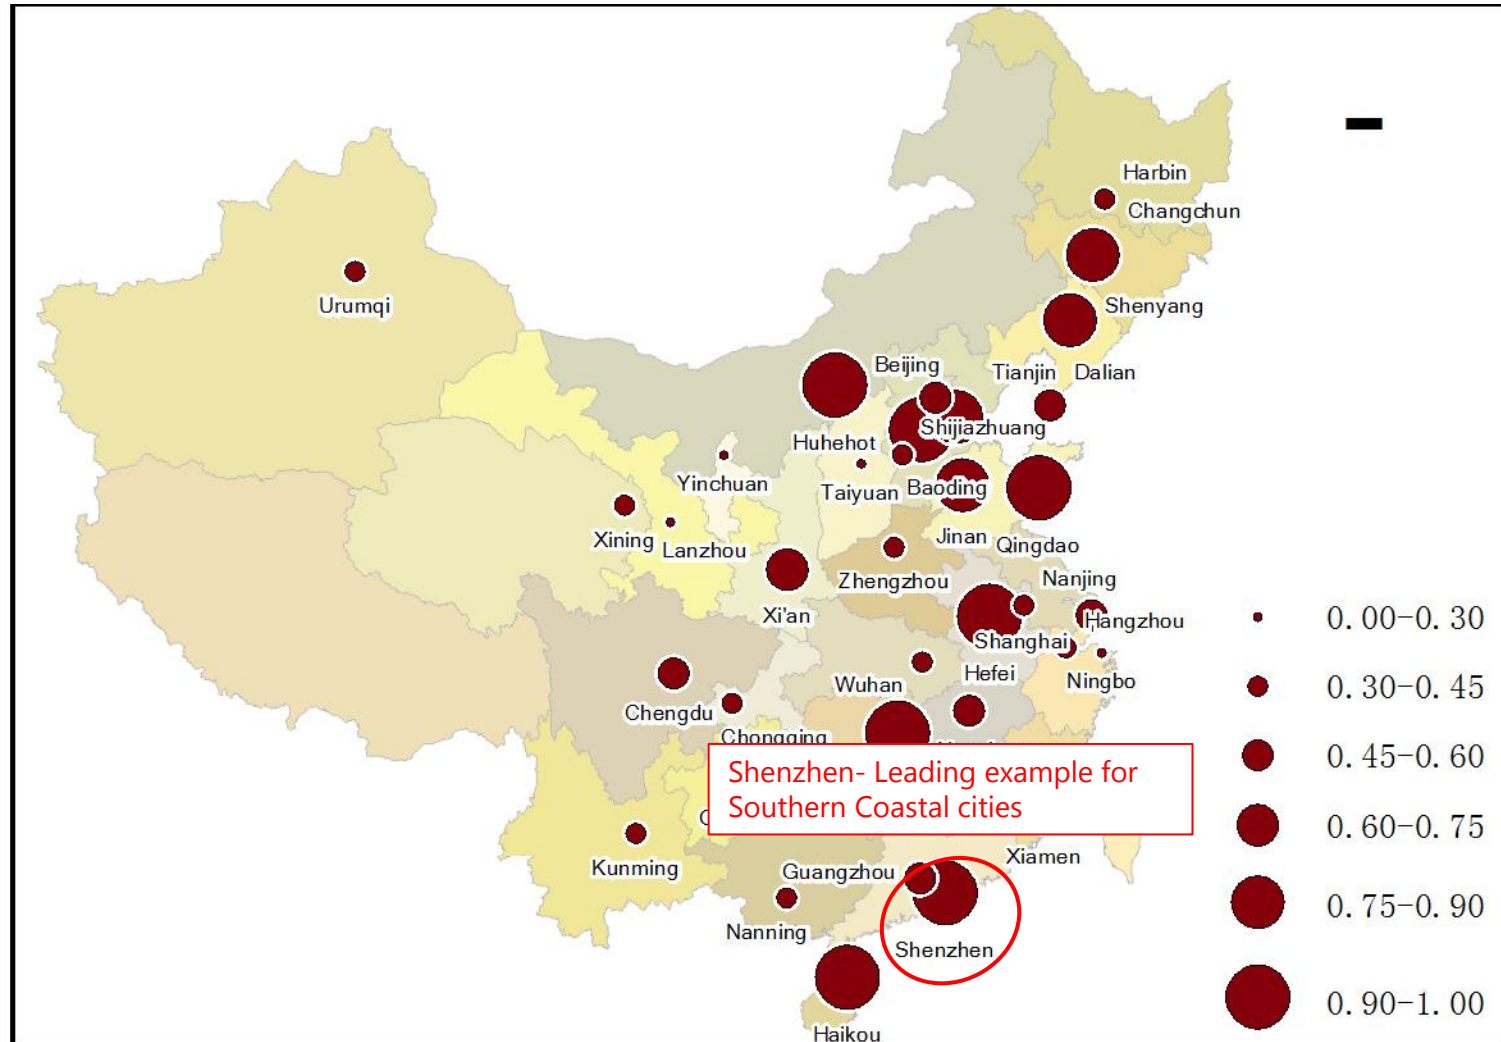 Harbin
Changchun
Urumqi
Shenyang
Beijing
Tianjin
Dalian
Shijiazhuang
Huhehot
Yinchuan
Taiyuan
Baoding
Xining
Lanzhou
Jinan
Qingdao
Zhengzhou
Nanjing
Xi'an
Hangzhou
Shanghai
Wuhan
Hefei
Ningbo
Chengdu
Chongqing
Shenzhen- Leading example for
Southern Coastal cities
Kunming
Guangzhou
Xiamen
Nanning
Shenzhen
Haikou
0.00-0.30
0.30-0.45
0.45-0.60
0.60-0.75
0.75-0.90
0.90-1.00